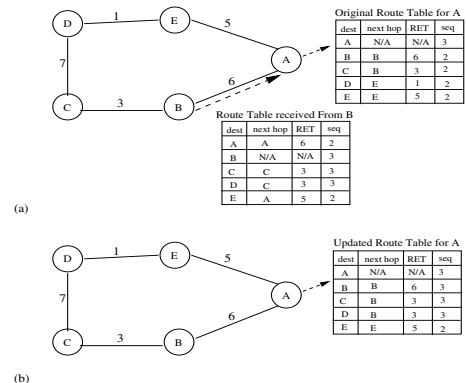 D
1
E
5
7
A
6
C
3
B
Original Route Table for A
dest next hop RET seq
A N/A N/A 3
B B 6 2
C B 3 2
D E 1 2
E E 5 2
Route Table received From B
dest next hop RET seq
A A 6 2
B N/A N/A 3
C C 3 3
D C 3 3
E A 5 2
(a)
D
1
E
5
7
A
6
C
3
B
Updated Route Table for A
dest next hop RET seq
A N/A N/A 3
B B 6 3
C B 3 3
D B 3 3
E E 5 2
(b)